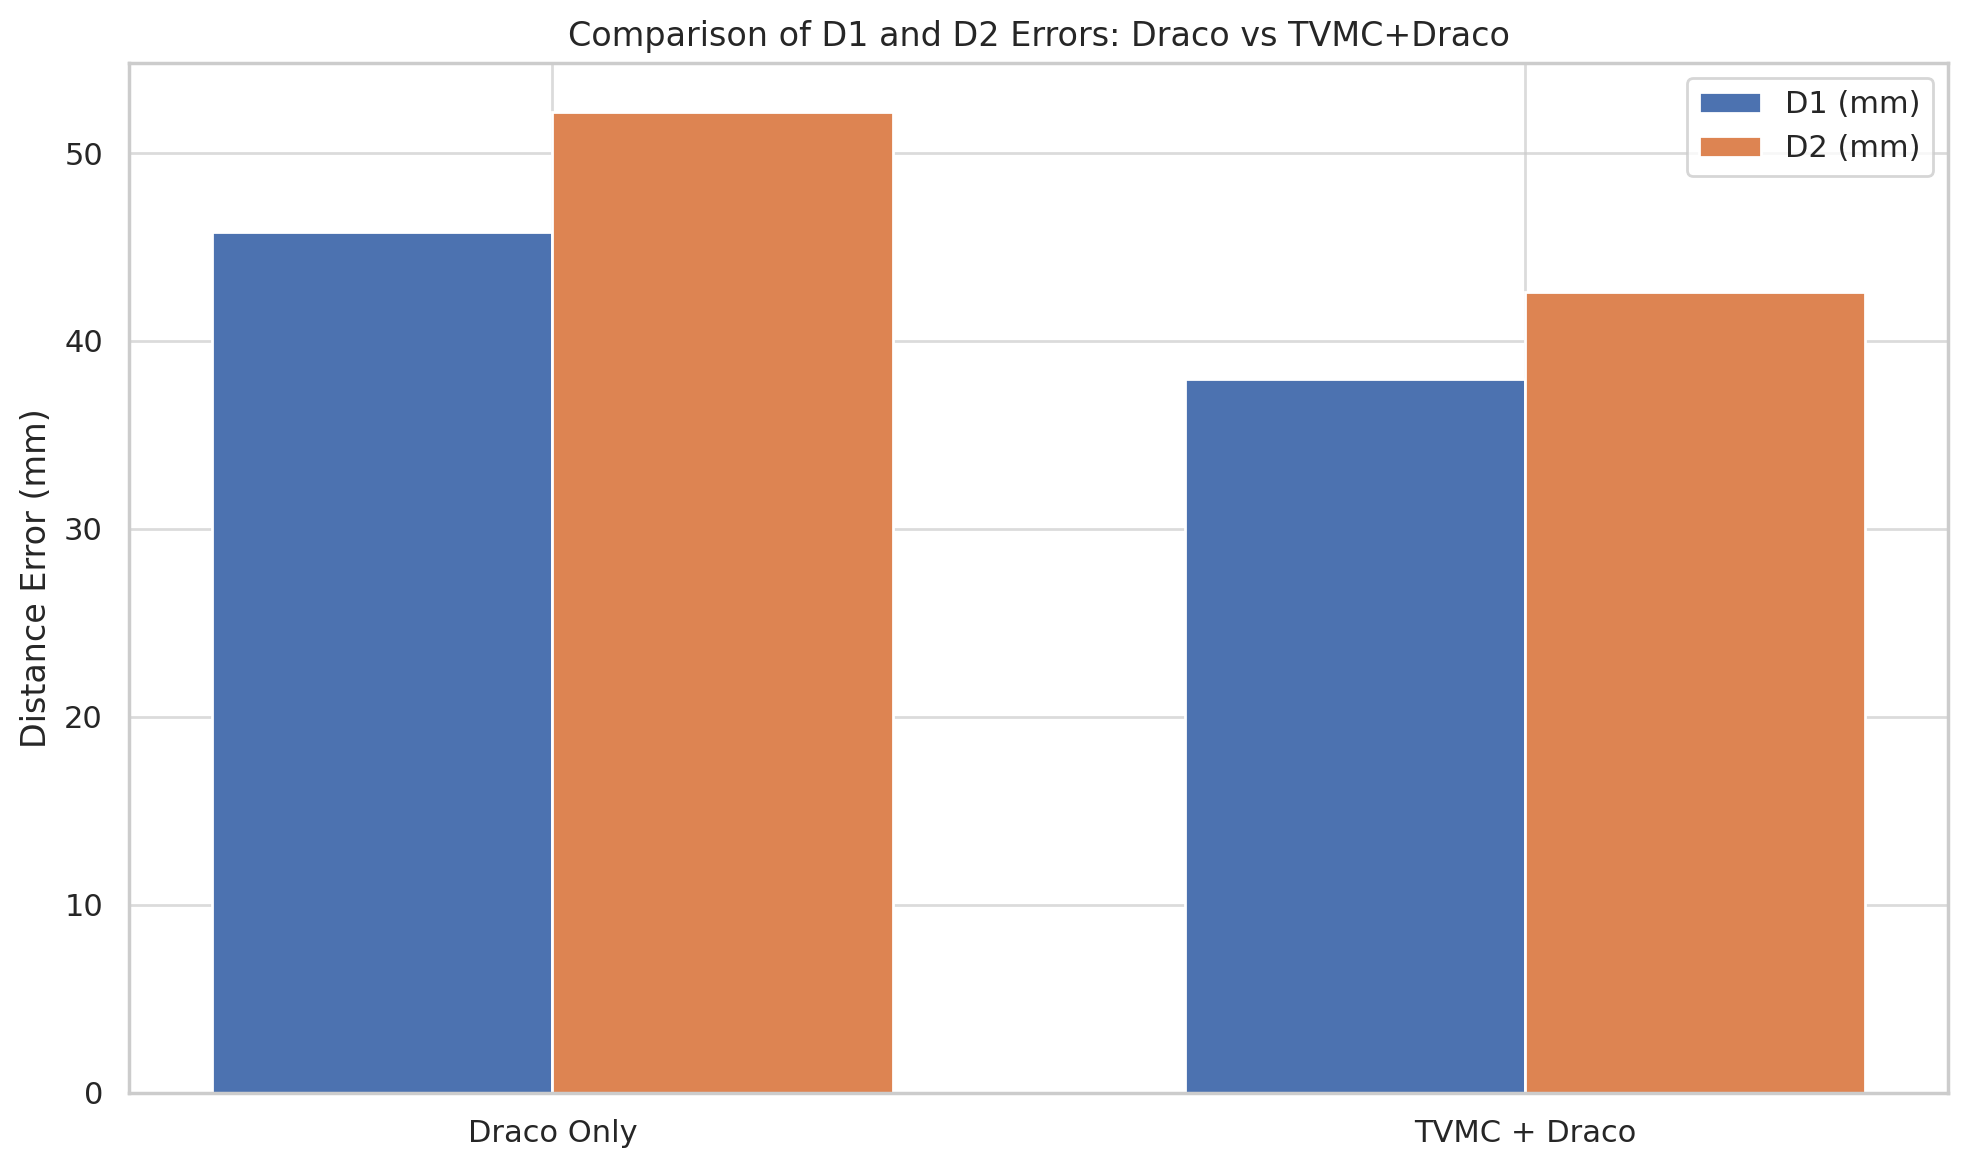 Comparison of D1 and D2 Errors: Draco vs TVMC+Draco
D1 (mm)
D2 (mm)
Distance Error (mm)
50
40
30
20
10
0
Draco Only
TVMC + Draco